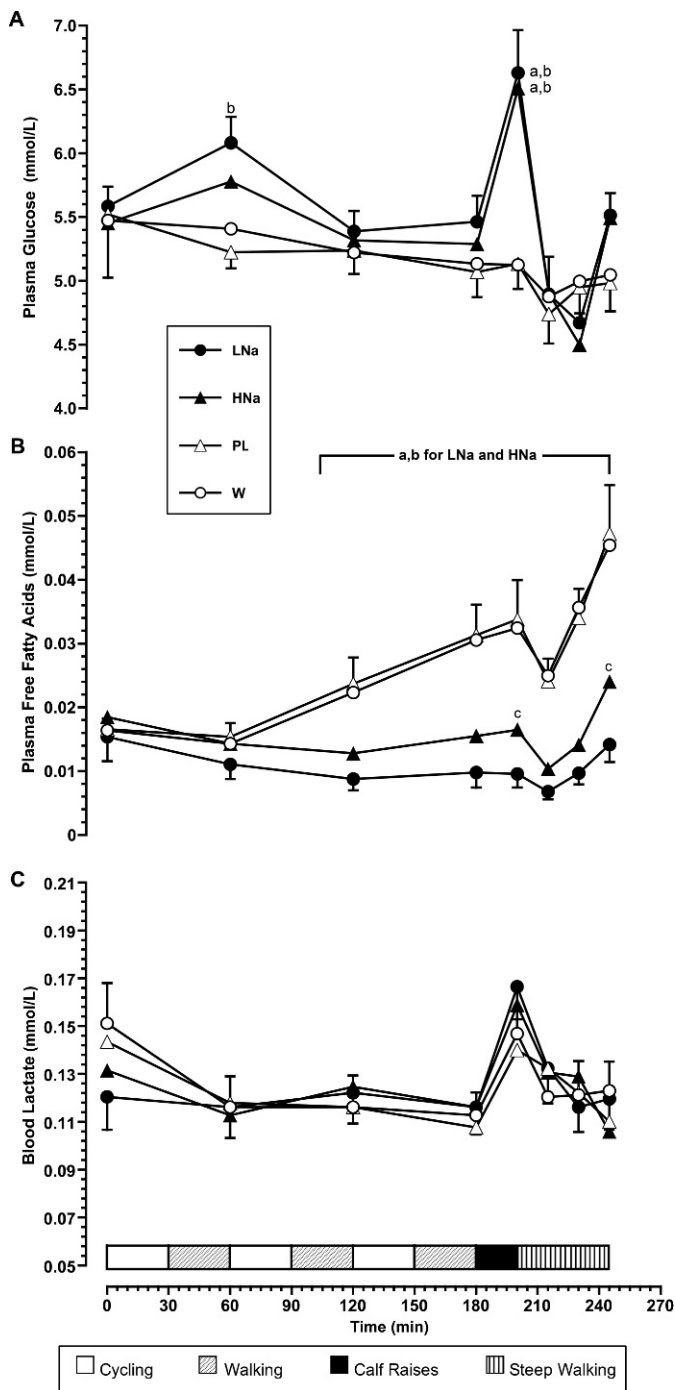 A
7.0
6.5
6.0
5.5
5.0
4.5
4.0
Plasma Glucose (mmol/L)
b
a,b
a,b
LNa
HNa
PL
W
B
0.06
0.05
0.04
0.03
0.02
0.01
0
Plasma Free Fatty Acids (mmol/L)
a,b for LNa and HNa
c
c
C
0.21
0.19
0.17
0.15
0.13
0.11
0.09
0.07
0.05
Blood Lactate (mmol/L)
0 30 60 90 120 150 180 210 240 270
Time (min)
Cycling Walking Calf Raises Steep Walking